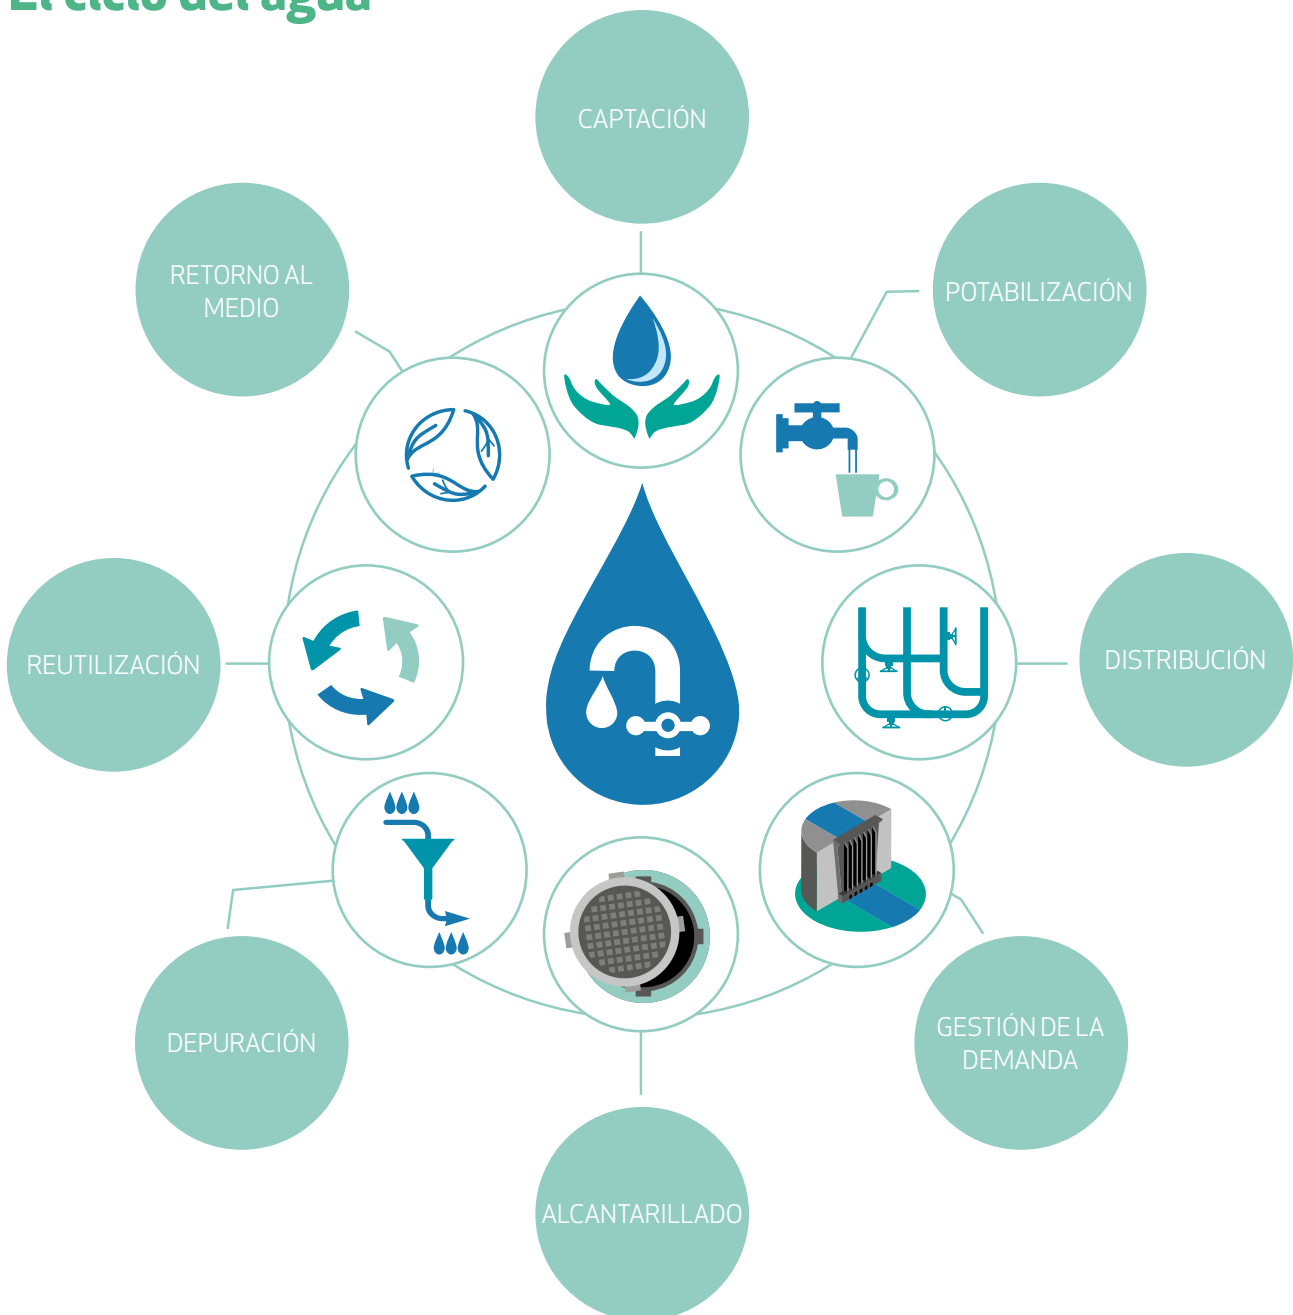 El ciclo del agua
CAPTACIÓN
POTABILIZACIÓN
DISTRIBUCIÓN
GESTIÓN DE LA
DEMANDA
ALCANTARILLADO
DEPURACIÓN
REUTILIZACIÓN
RETORNO AL
MEDIO